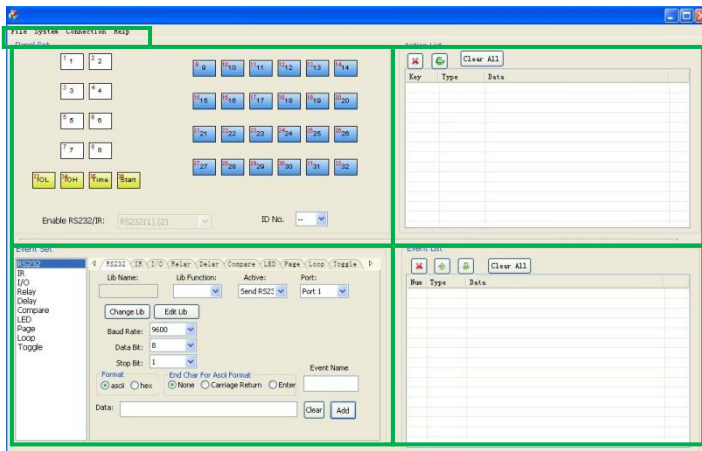 File System Connection Help
Panel Set
Action List
1 1 2 2
9 9 10 10 11 11 12 12 13 13 14 14
Clear All
Key Type Data
3 3 4 4
15 15 16 16 17 17 18 18 19 19 20 20
5 5 6 6
21 21 22 22 23 23 24 24 25 25 26 26
7 7 8 8
27 27 28 28 29 29 30 30 31 31 32 32
IOL IOH Time Start
Enable RS232/IR: RS232(1),(2) ID No. --
Event Set
Event List
RS232
IR
I/O
Relay
Delay
Compare
LED
Page
Loop
Toggle
RS232 IR I/O Relay Delay Compare LED Page Loop Toggle
Lib Name: Lib Function: Active: Port:
Send RS23 Port 1
Change Lib Edit Lib
Baud Rate: 9600
Data Bit: 8
Stop Bit: 1
Event Name
Format End Char For Ascii Format
ascii hex None Carriage Return Enter
Data: Clear Add
Clear All
Num Type Data